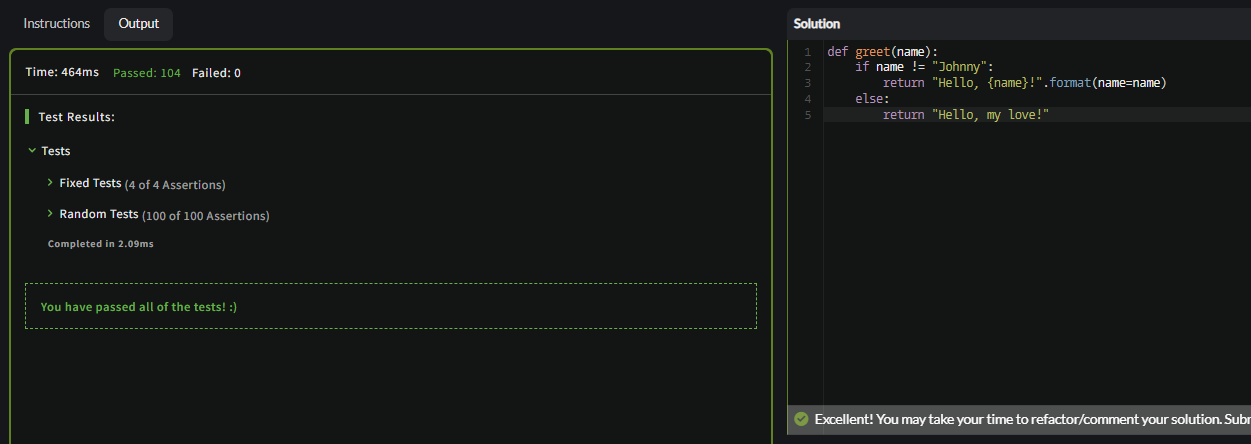 Instructions Output
Time: 464ms Passed: 104 Failed: 0
Test Results:
Tests
Fixed Tests (4 of 4 Assertions)
Random Tests (100 of 100 Assertions)
Completed in 2.09ms
You have passed all of the tests! :)
Solution
1 def greet(name):
2     if name != "Johnny":
3         return "Hello, {name}!".format(name=name)
4     else:
5         return "Hello, my love!"
Excellent! You may take your time to refactor/comment your solution.